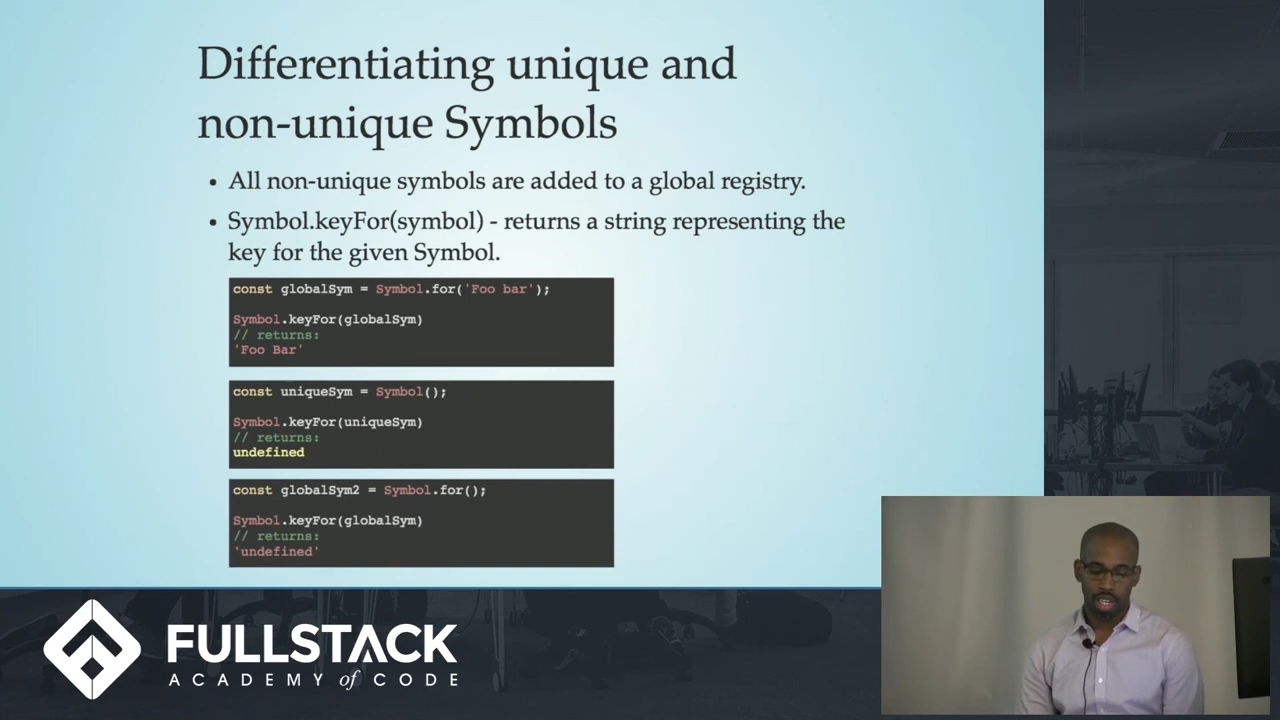 Differentiating unique and
non-unique Symbols
• All non-unique symbols are added to a global registry.
• Symbol.keyFor(symbol) - returns a string representing the
key for the given Symbol.
const globalSym = Symbol.for('Foo bar');
Symbol.keyFor(globalSym)
// returns:
'Foo Bar'
const uniqueSym = Symbol();
Symbol.keyFor(uniqueSym)
// returns:
undefined
const globalSym2 = Symbol.for();
Symbol.keyFor(globalSym)
// returns:
'undefined'
FULLSTACK
ACADEMY of CODE